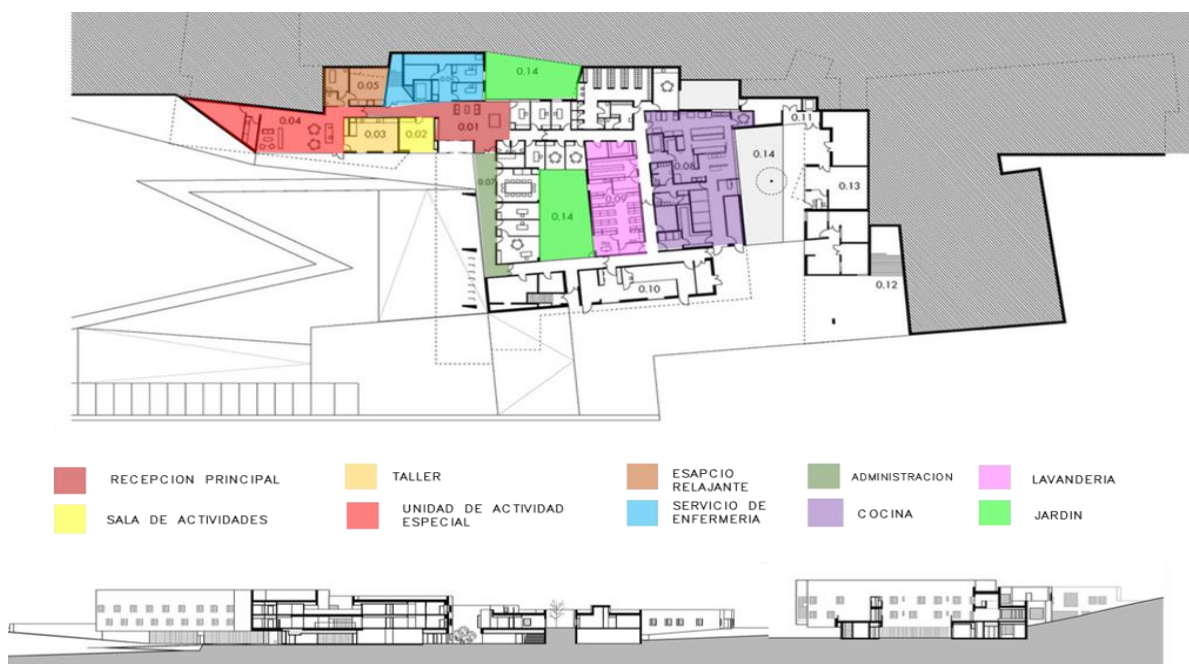 0.14
0.05
0.04
0.03
0.02
0.01
0.11
0.07
0.08
0.14
0.13
0.09
0.14
0.12
0.10
RECEPCION PRINCIPAL
TALLER
ESAPCIO
RELAJANTE
ADMINISTRACION
LAVANDERIA
SALA DE ACTIVIDADES
UNIDAD DE ACTIVIDAD
ESPECIAL
SERVICIO DE
ENFERMERIA
COCINA
JARDIN